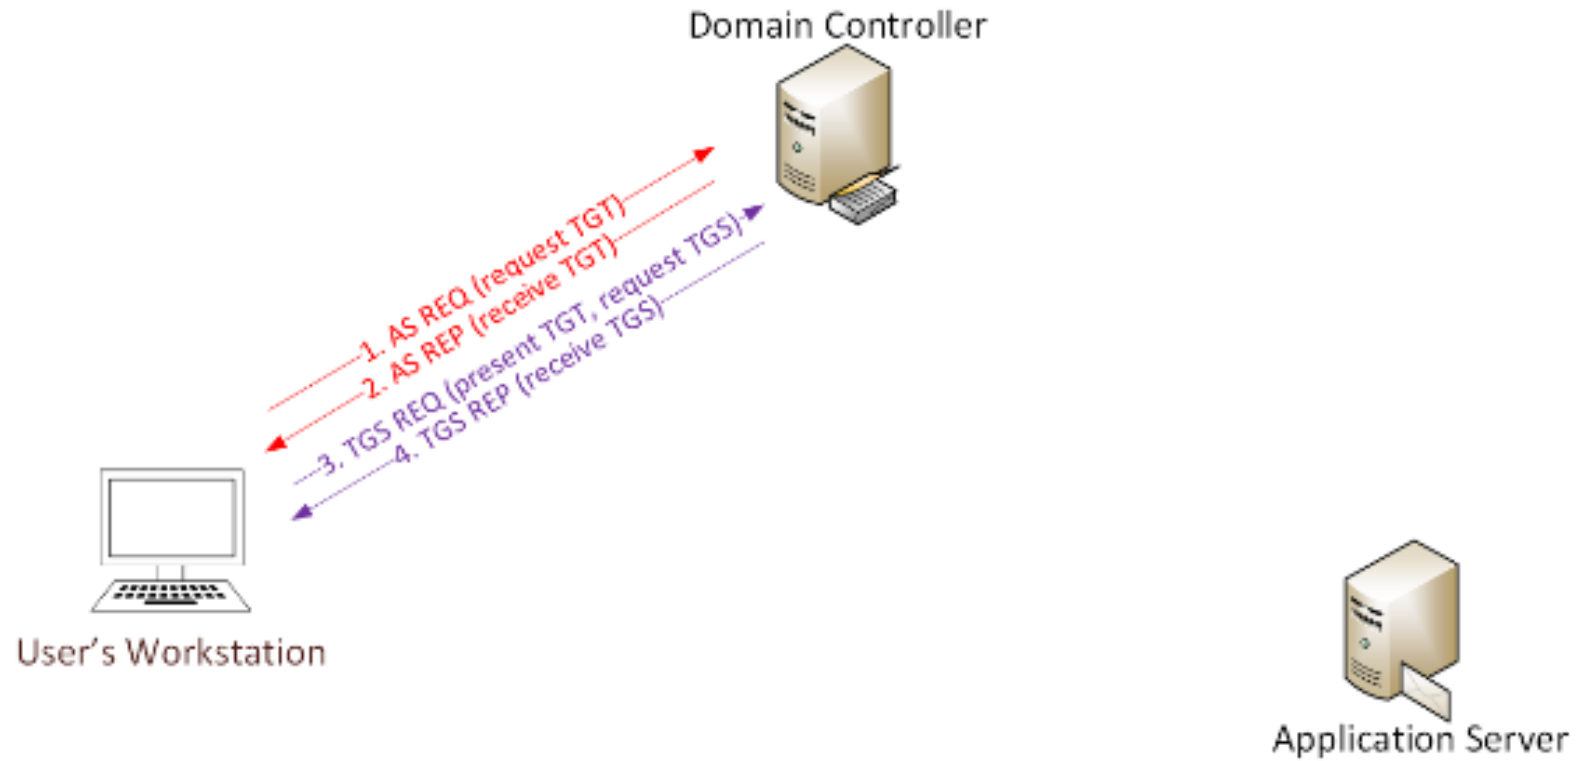 Domain Controller
1. AS REQ (request TGT)
2. AS REP (receive TGT)
3. TGS REQ (present TGT, request TGS)
4. TGS REP (receive TGS)
User's Workstation
Application Server